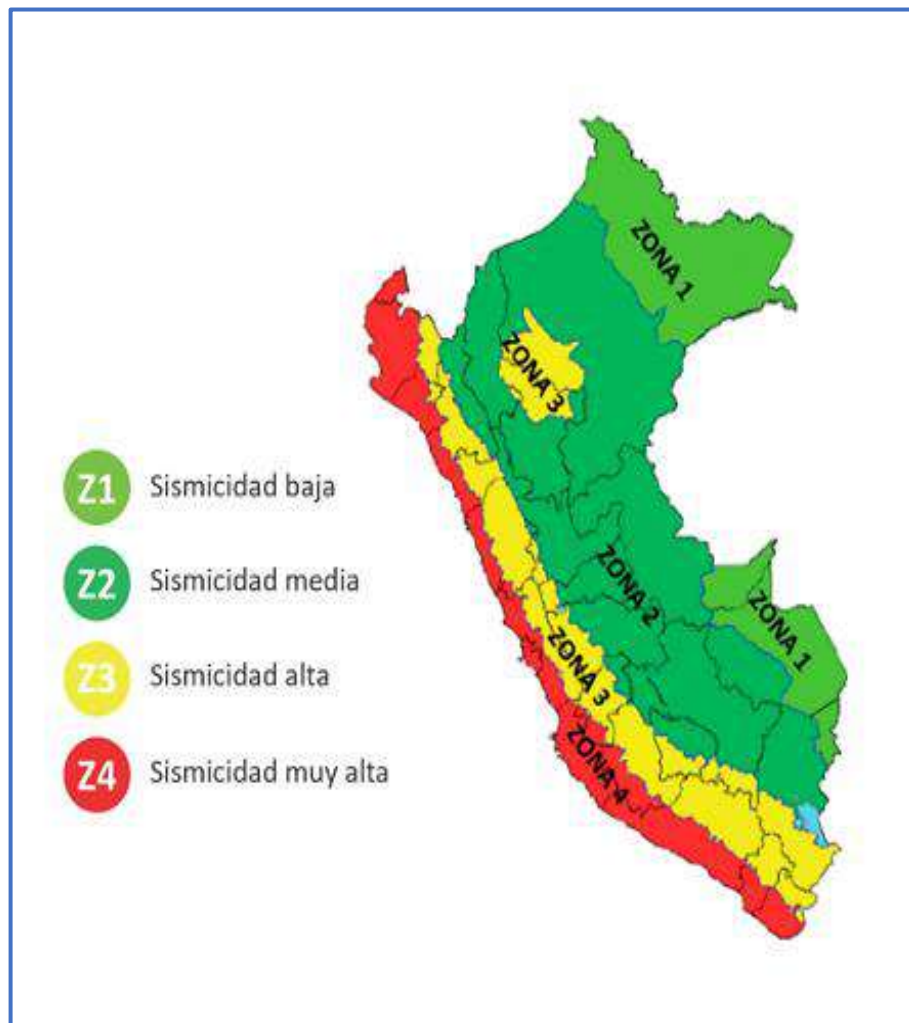 ZONA 1
ZONA 3
Z1 Sismicidad baja
Z2 Sismicidad media
ZONA 2
ZONA 1
Z3 Sismicidad alta
ZONA 3
Z4 Sismicidad muy alta
ZONA 4